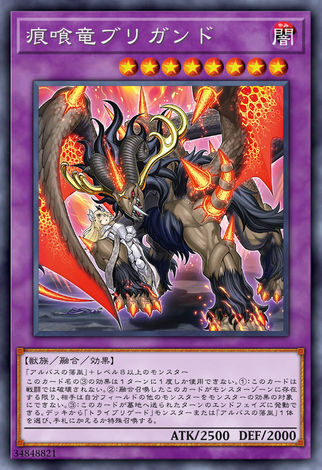 痕喰竜ブリガンド
闇
やみ
【獣族／融合／効果】
「アルバスの落胤」＋レベル８以上のモンスター
このカード名の③の効果は１ターンに１度しか使用できない。①：このカードは
戦闘では破壊されない。②：融合召喚したこのカードがモンスターゾーンに存在
する限り、相手は自分フィールドの他のモンスターをモンスターの効果の対象
にできない。③：このカードが墓地へ送られたターンのエンドフェイズに発動でき
る。デッキから「トライブリゲード」モンスターまたは「アルバスの落胤」１体
を選び、手札に加えるか特殊召喚する。
ATK/2500 DEF/2000
34848821